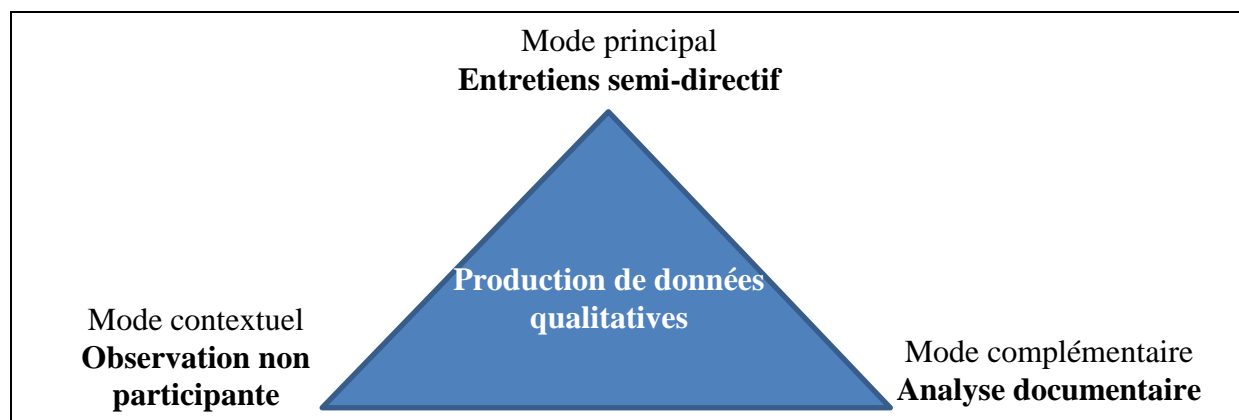 Mode principal
Entretiens semi-directif
Production de données
qualitatives
Mode contextuel
Observation non
participante
Mode complémentaire
Analyse documentaire